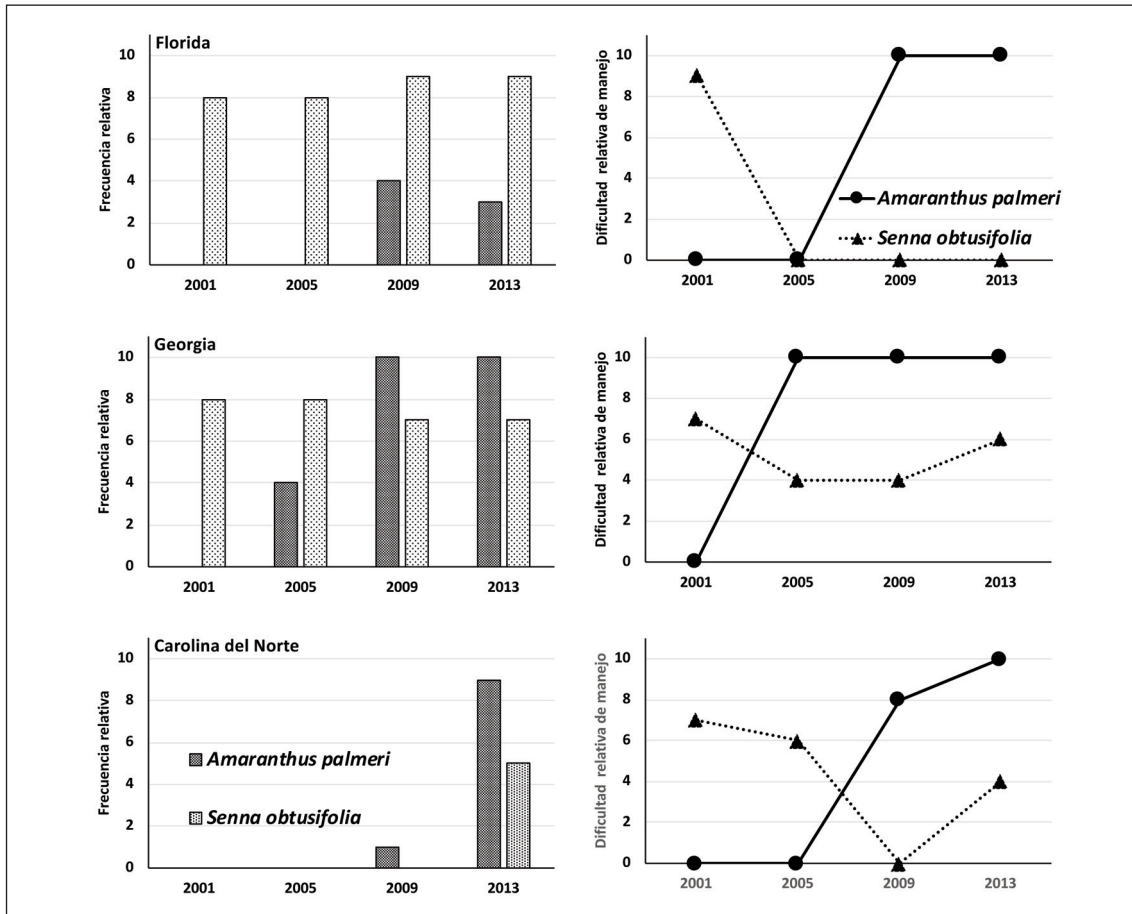 Florida
Frecuencia relativa
10
8
6
4
2
0
2001 2005 2009 2013
Dificultad relativa de manejo
10
8
6
4
2
0
Amaranthus palmeri
Senna obtusifolia
2001 2005 2009 2013
Georgia
Frecuencia relativa
10
8
6
4
2
0
2001 2005 2009 2013
Dificultad relativa de manejo
10
8
6
4
2
0
2001 2005 2009 2013
Carolina del Norte
Frecuencia relativa
10
8
6
4
2
0
Amaranthus palmeri
Senna obtusifolia
2001 2005 2009 2013
Dificultad relativa de manejo
10
8
6
4
2
0
2001 2005 2009 2013